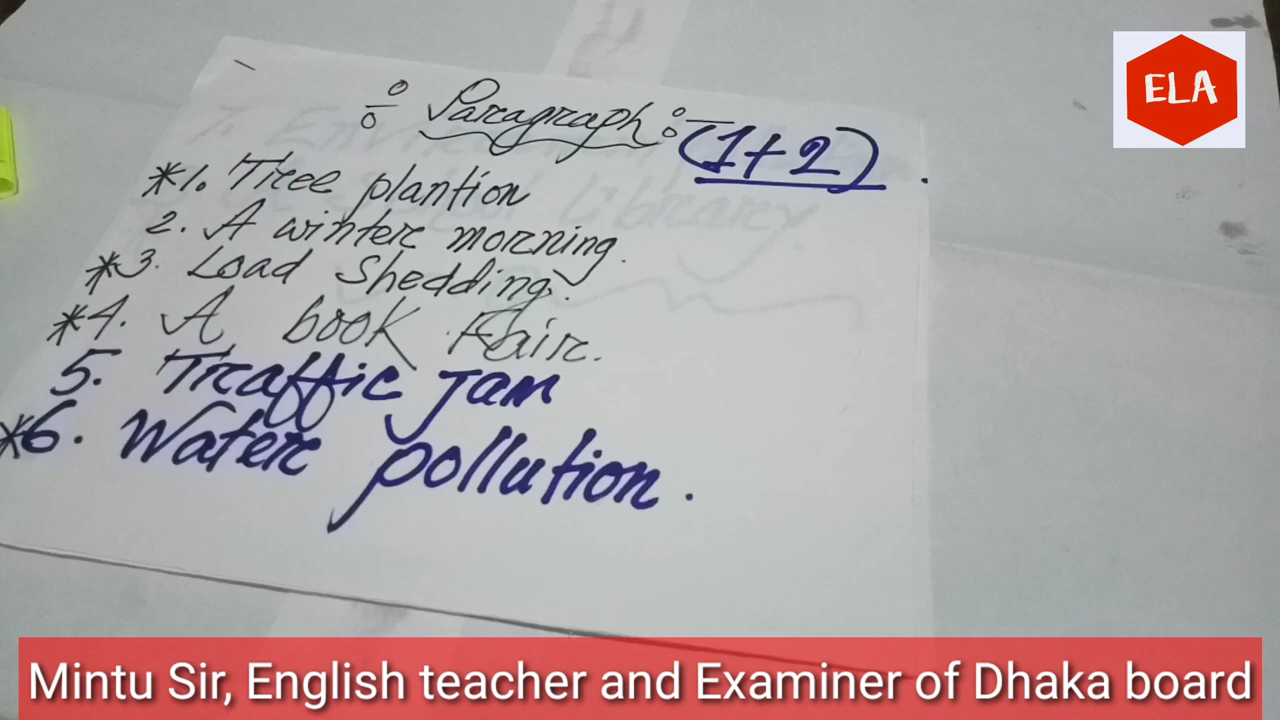 ELA
Paragraph (1+2).
*1. Tree plantion
2. A winter morning.
*3. Load Shedding.
*4. A book Fair.
5. Traffic jam
*6. Water pollution.
Mintu Sir, English teacher and Examiner of Dhaka board